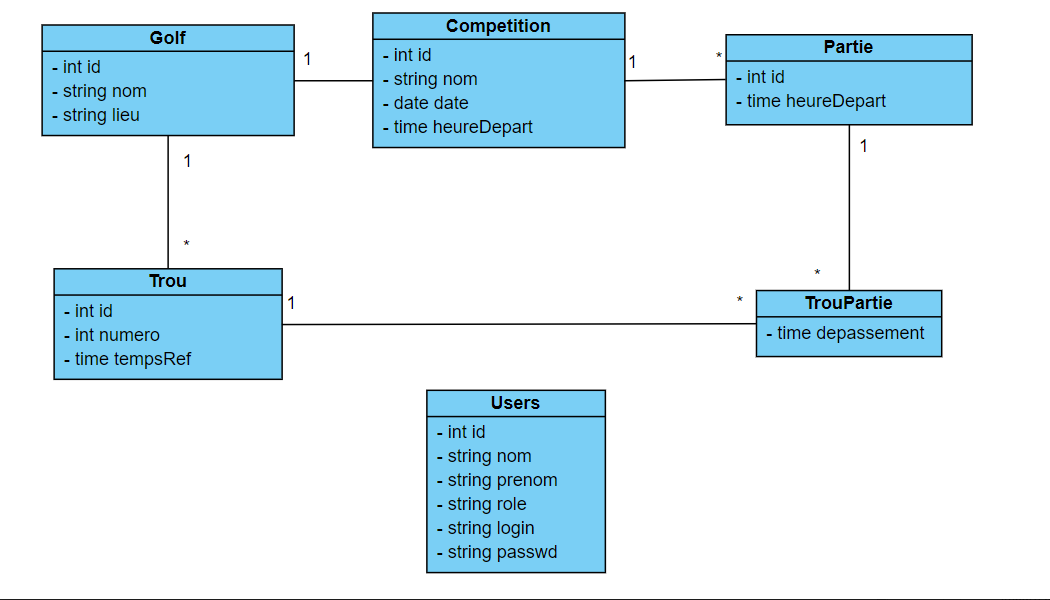 Golf
- int id
- string nom
- string lieu
1
Competition
- int id
- string nom
- date date
- time heureDepart
1
*
Partie
- int id
- time heureDepart
1
1
*
*
Trou
- int id
- int numero
- time tempsRef
1
*
TrouPartie
- time depassement
Users
- int id
- string nom
- string prenom
- string role
- string login
- string passwd